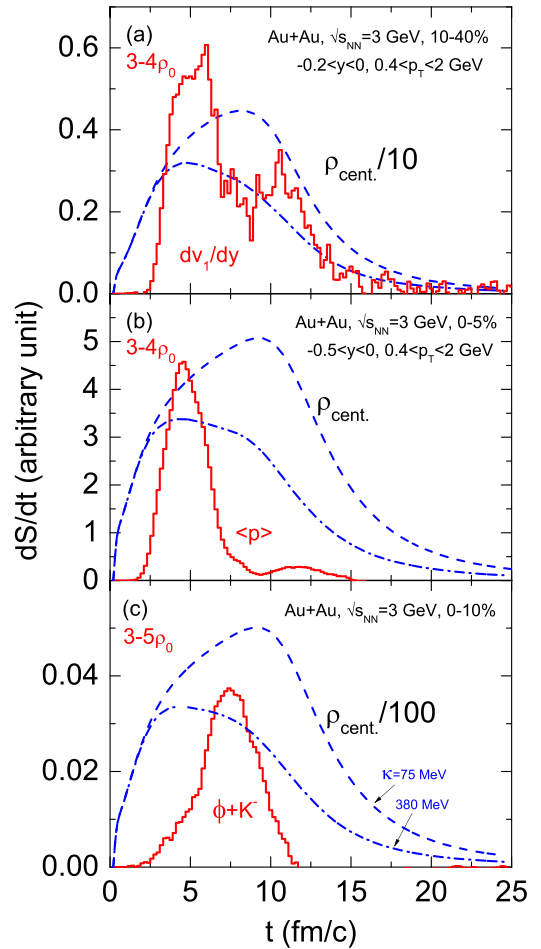 (a) Au+Au, √s_NN=3 GeV, 10-40%
-0.2<y<0, 0.4<p_T<2 GeV
3-4ρ_0
ρ_cent./10
dv_1/dy
0.6
0.4
0.2
0.0
(b) Au+Au, √s_NN=3 GeV, 0-5%
-0.5<y<0, 0.4<p_T<2 GeV
3-4ρ_0
ρ_cent.
<p>
5
4
3
2
1
0
dS/dt (arbitrary unit)
(c) Au+Au, √s_NN=3 GeV, 0-10%
3-5ρ_0
ρ_cent./100
κ=75 MeV
380 MeV
ϕ+K^-
0.04
0.02
0.00
0 5 10 15 20 25
t (fm/c)